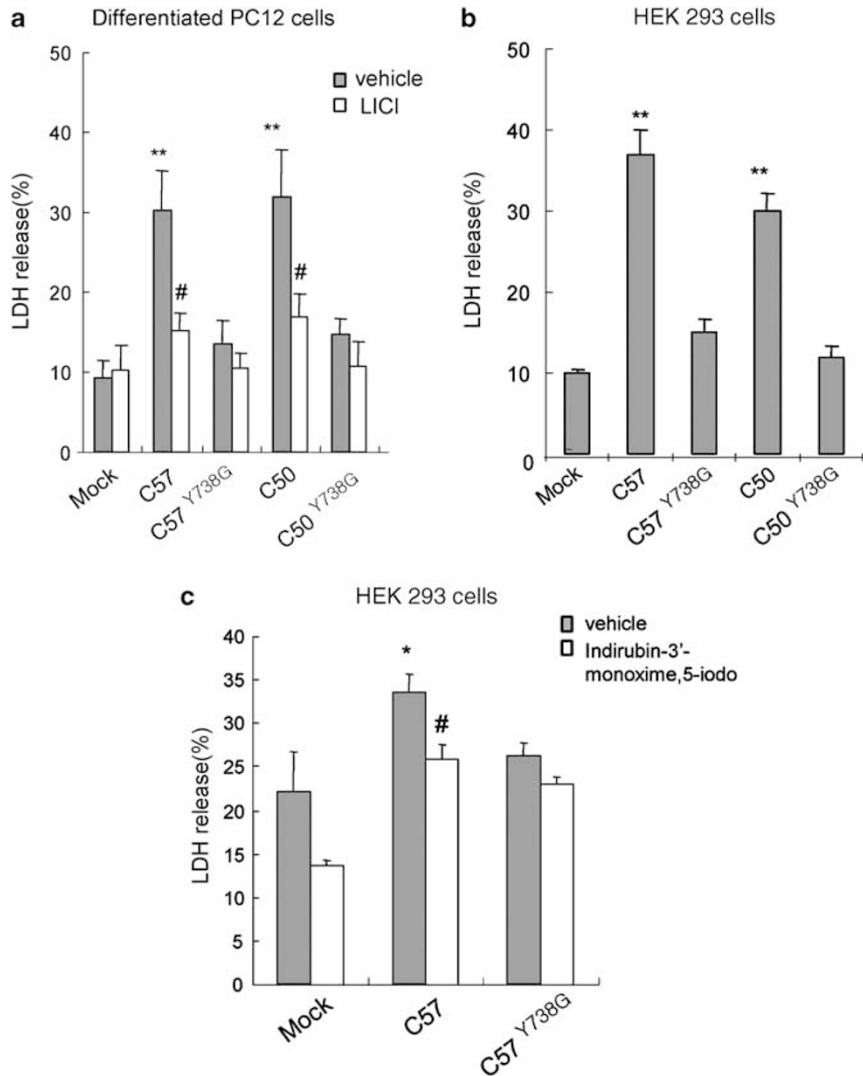 a
Differentiated PC12 cells
50
40
30
20
10
0
LDH release(%)
vehicle
LICI
**
#
**
#
Mock
C57
C57 Y738G
C50
C50 Y738G
b
HEK 293 cells
50
40
30
20
10
0
LDH release(%)
**
**
Mock
C57
C57 Y738G
C50
C50 Y738G
c
HEK 293 cells
40
35
30
25
20
15
10
5
0
LDH release(%)
vehicle
Indirubin-3'-
monoxime,5-iodo
*
#
Mock
C57
C57 Y738G